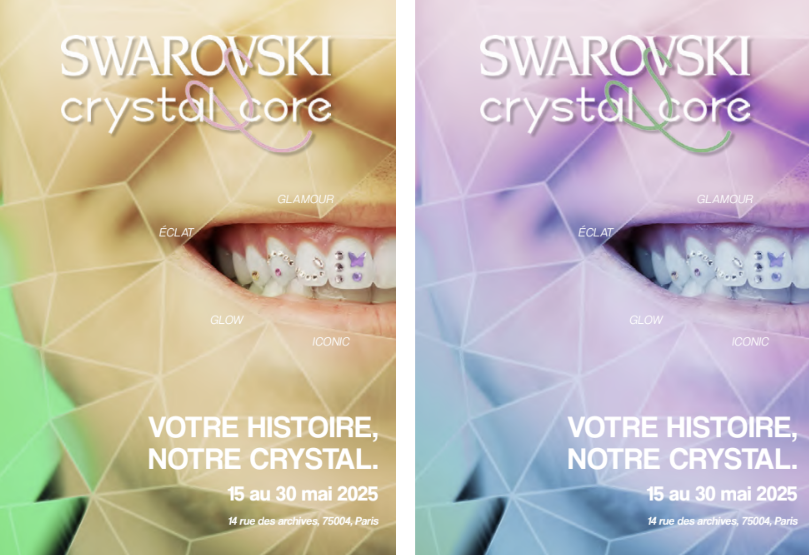 SWAROVSKI
crystal & core
GLAMOUR
ÉCLAT
GLOW
ICONIC
VOTRE HISTOIRE,
NOTRE CRYSTAL.
15 au 30 mai 2025
14 rue des archives, 75004, Paris
SWAROVSKI
crystal & core
GLAMOUR
ÉCLAT
GLOW
ICONIC
VOTRE HISTOIRE,
NOTRE CRYSTAL.
15 au 30 mai 2025
14 rue des archives, 75004, Paris